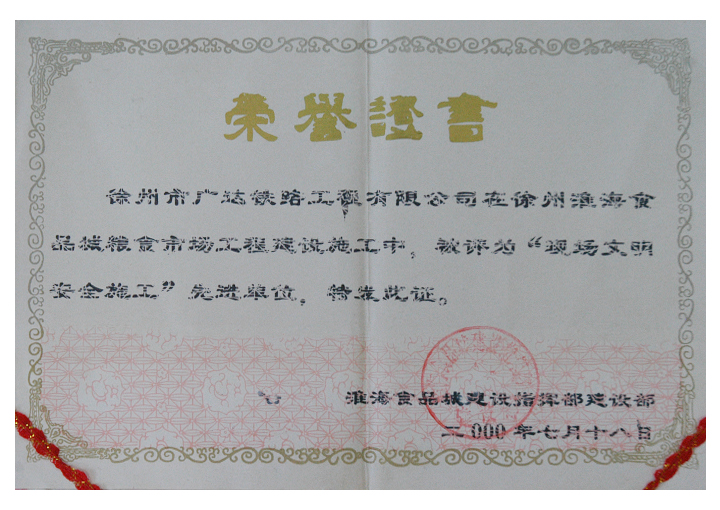 荣誉證書
徐州市广达铁路工程有限公司在徐州淮海食
品城粮食市场工程建设施工中，被评为“现场文明
安全施工”先进单位，特发此证。
淮海食品城建设指挥部建设部
二000年七月十八日